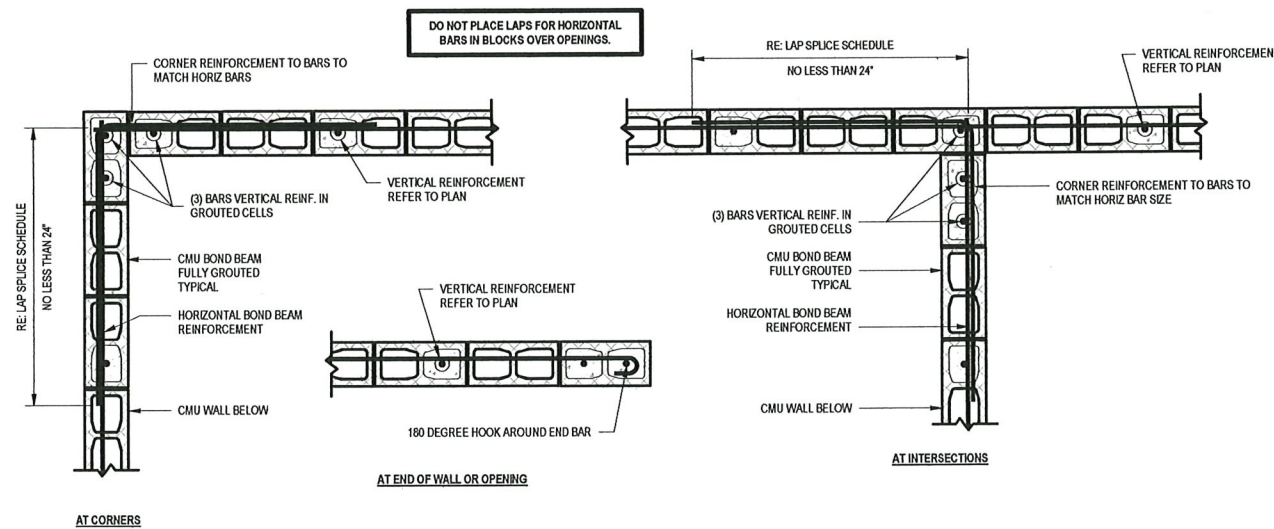 DO NOT PLACE LAPS FOR HORIZONTAL
BARS IN BLOCKS OVER OPENINGS.
CORNER REINFORCEMENT TO BARS TO
MATCH HORIZ BARS
VERTICAL REINFORCEMENT
REFER TO PLAN
(3) BARS VERTICAL REINF. IN
GROUTED CELLS
RE: LAP SPLICE SCHEDULE
NO LESS THAN 24"
CMU BOND BEAM
FULLY GROUTED
TYPICAL
HORIZONTAL BOND BEAM
REINFORCEMENT
CMU WALL BELOW
AT CORNERS
VERTICAL REINFORCEMENT
REFER TO PLAN
180 DEGREE HOOK AROUND END BAR
AT END OF WALL OR OPENING
RE: LAP SPLICE SCHEDULE
NO LESS THAN 24"
VERTICAL REINFORCEMEN
REFER TO PLAN
CORNER REINFORCEMENT TO BARS TO
MATCH HORIZ BAR SIZE
(3) BARS VERTICAL REINF. IN
GROUTED CELLS
CMU BOND BEAM
FULLY GROUTED
TYPICAL
HORIZONTAL BOND BEAM
REINFORCEMENT
CMU WALL BELOW
AT INTERSECTIONS